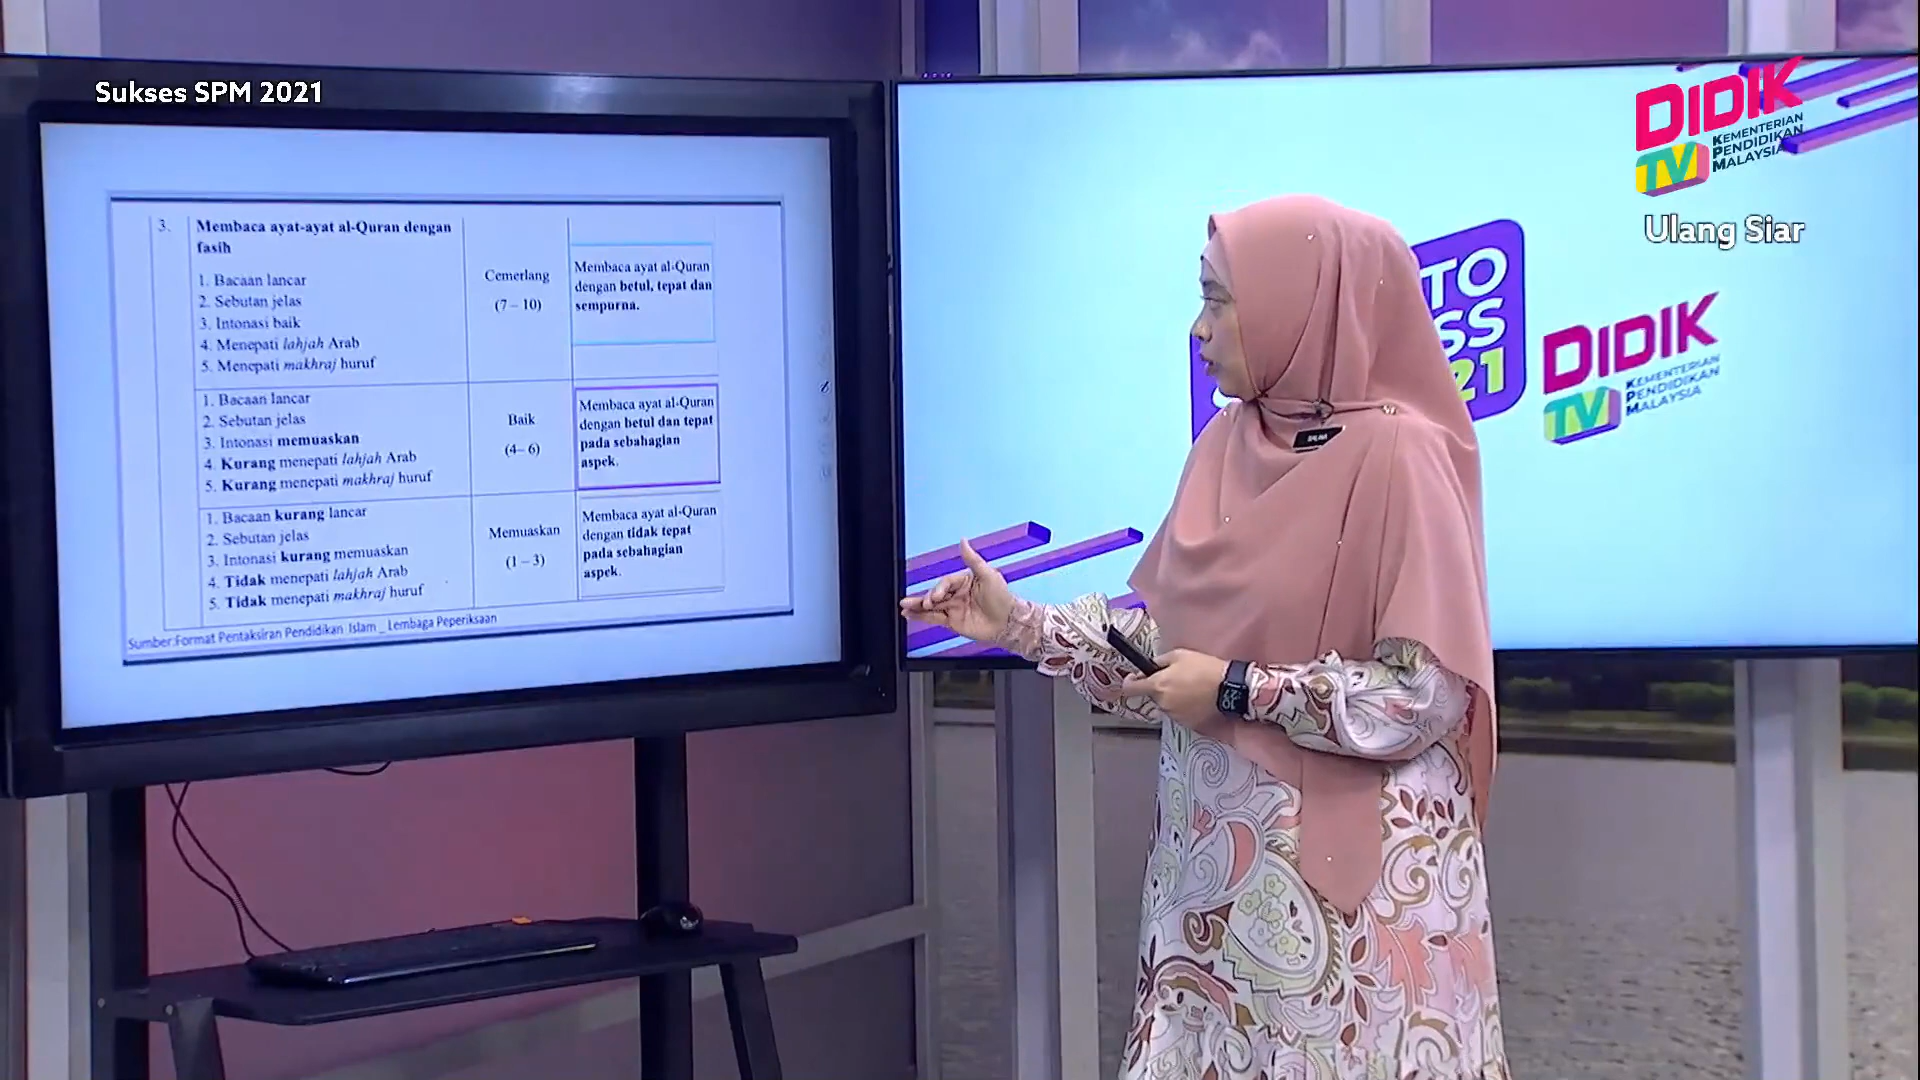 Sukses SPM 2021
3. Membaca ayat-ayat al-Quran dengan
fasih
1. Bacaan lancar
2. Sebutan jelas
3. Intonasi baik
4. Menepati lahjah Arab
5. Menepati makhraj huruf
Cemerlang
(7 – 10)
Membaca ayat al-Quran
dengan betul, tepat dan
sempurna.
1. Bacaan lancar
2. Sebutan jelas
3. Intonasi memuaskan
4. Kurang menepati lahjah Arab
5. Kurang menepati makhraj huruf
Baik
(4– 6)
Membaca ayat al-Quran
dengan betul dan tepat
pada sebahagian
aspek.
1. Bacaan kurang lancar
2. Sebutan jelas
3. Intonasi kurang memuaskan
4. Tidak menepati lahjah Arab
5. Tidak menepati makhraj huruf
Memuaskan
(1 – 3)
Membaca ayat al-Quran
dengan tidak tepat
pada sebahagian
aspek.
Sumber:Format Pentaksiran Pendidikan Islam _ Lembaga Peperiksaan
DIDIK
TV
KEMENTERIAN
PENDIDIKAN
MALAYSIA
Ulang Siar
TO
SS
21
DIDIK
TV
KEMENTERIAN
PENDIDIKAN
MALAYSIA